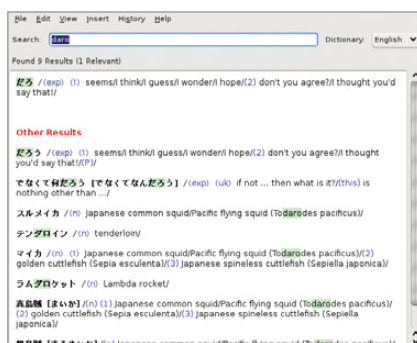 File Edit View Insert History Help
Search: daro Dictionary: English
Found 9 Results (1 Relevant)
だろ /(exp) (1) seems/I think/I guess/I wonder/I hope/(2) don't you agree?/I thought you'd
say that!/
Other Results
だろう /(exp) (1) seems/I think/I guess/I wonder/I hope/(2) don't you agree?/I thought
you'd say that!/(P)/
でなくて何だろう [でなくてなんだろう] /(exp) (uk) if not ... then what is it?/(this) is
nothing other than .../
スルメイカ /(n) Japanese common squid/Pacific flying squid (Todarodes pacificus)/
テンダロイン /(n) tenderloin/
マイカ /(n) (1) Japanese common squid/Pacific flying squid (Todarodes pacificus)/(2)
golden cuttlefish (Sepia esculenta)/(3) Japanese spineless cuttlefish (Sepiella japonica)/
ラムダロケット /(n) Lambda rocket/
真烏賊 [まいか] /(n) (1) Japanese common squid/Pacific flying squid (Todarodes pacificus)/
(2) golden cuttlefish (Sepia esculenta)/(3) Japanese spineless cuttlefish (Sepiella
japonica)/